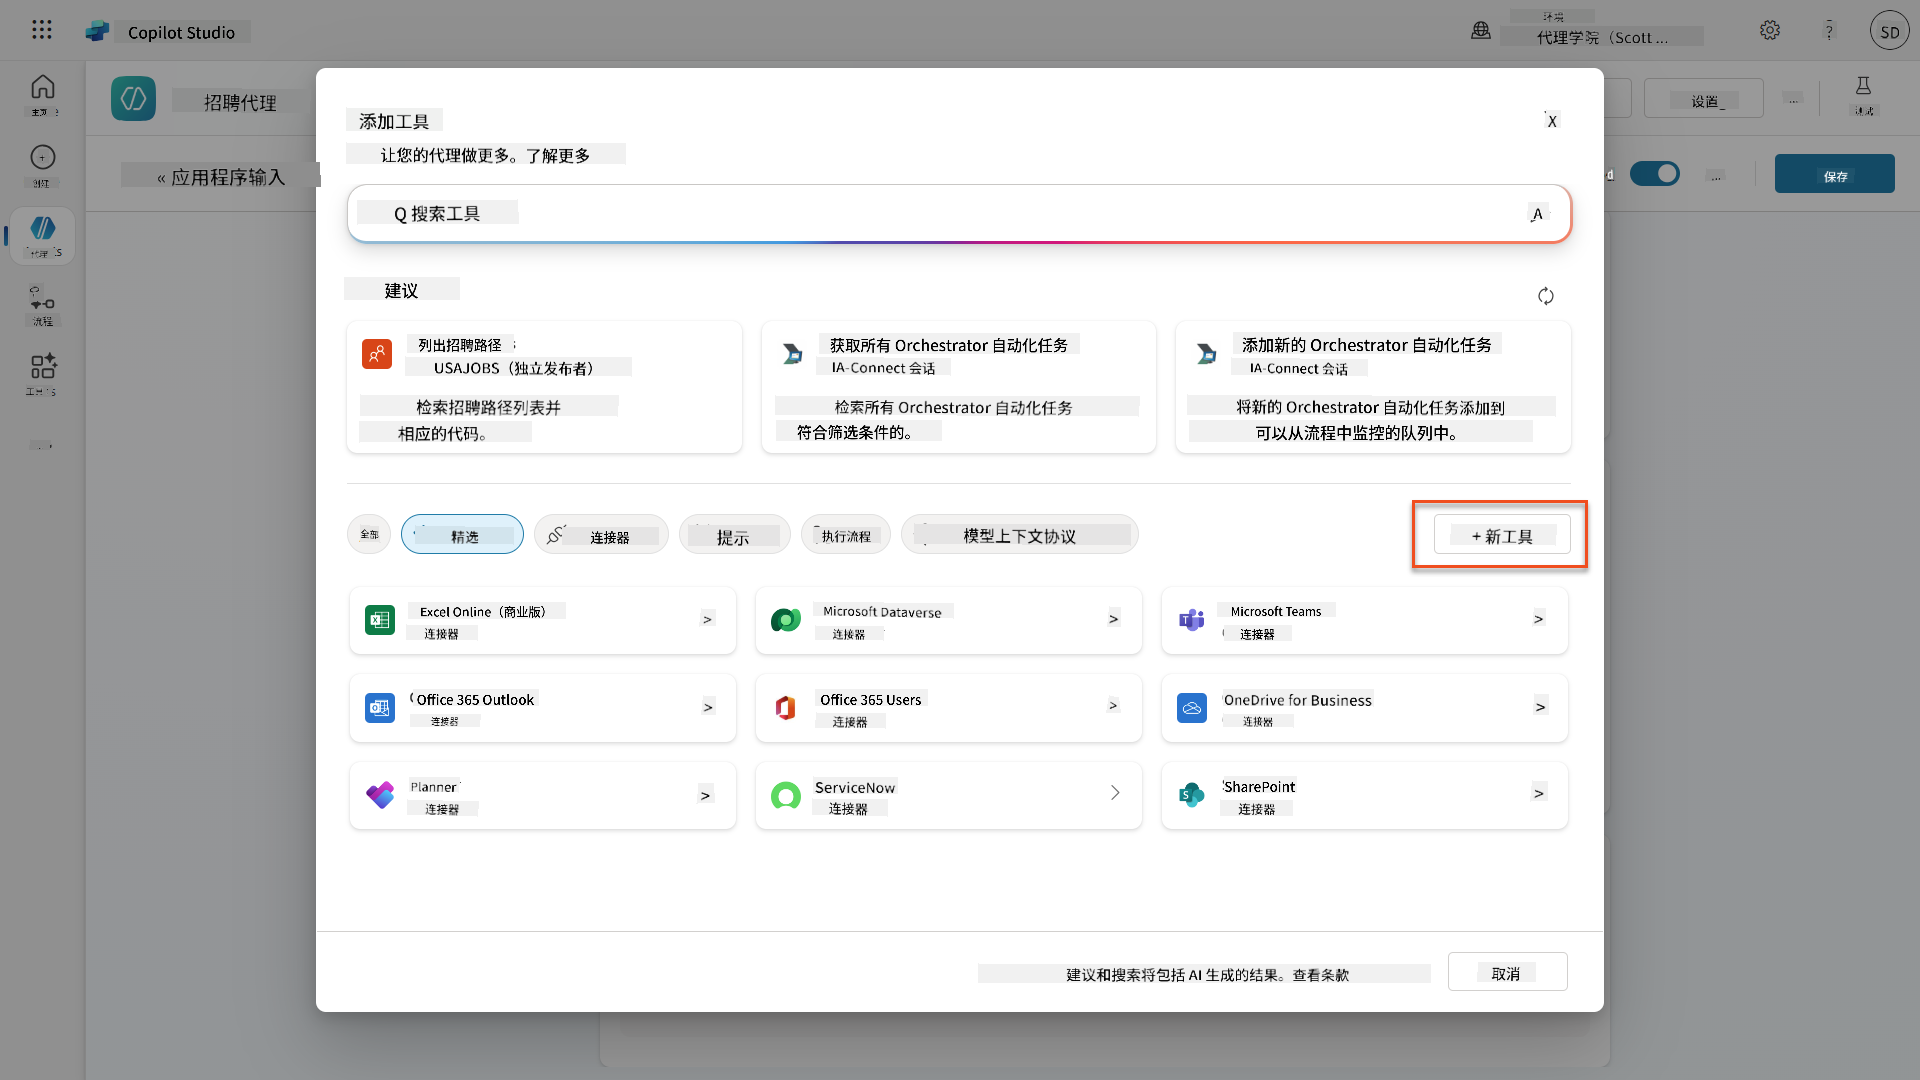 Copilot Studio
环境
代理学院（Scott ...
?
SD
主页
招聘代理
设置
...
测试
创建
« 应用程序输入
...
保存
代理
流程
工具
添加工具
X
让您的代理做更多。了解更多
Q 搜索工具
A
建议
列出招聘路径
USAJOBS（独立发布者）
检索招聘路径列表并
相应的代码。
获取所有 Orchestrator 自动化任务
IA-Connect 会话
检索所有 Orchestrator 自动化任务
符合筛选条件的。
添加新的 Orchestrator 自动化任务
IA-Connect 会话
将新的 Orchestrator 自动化任务添加到
可以从流程中监控的队列中。
全部
精选
连接器
提示
执行流程
模型上下文协议
+ 新工具
Excel Online（商业版）
连接器
>
Microsoft Dataverse
连接器
>
Microsoft Teams
连接器
>
Office 365 Outlook
连接器
>
Office 365 Users
连接器
>
OneDrive for Business
连接器
>
Planner
连接器
>
ServiceNow
连接器
SharePoint
连接器
>
建议和搜索将包括 AI 生成的结果。查看条款
取消